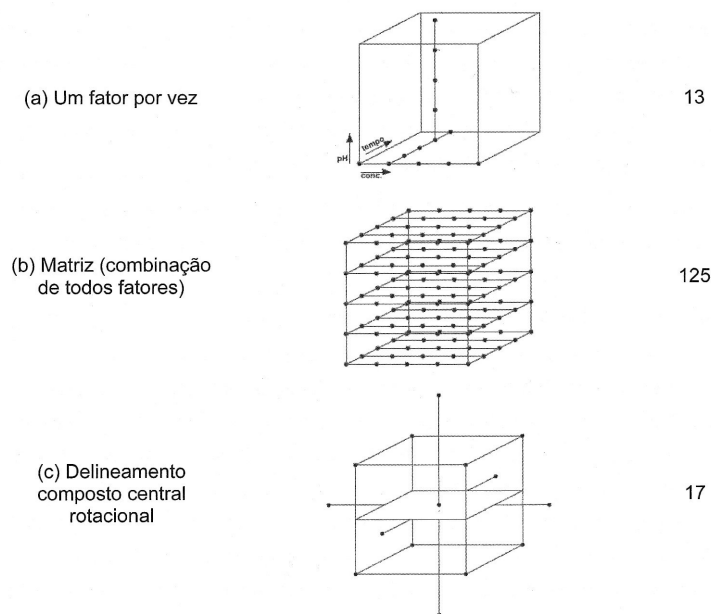 (a) Um fator por vez
13
tempo
pH
conc.
(b) Matriz (combinação
de todos fatores)
125
(c) Delineamento
composto central
rotacional
17